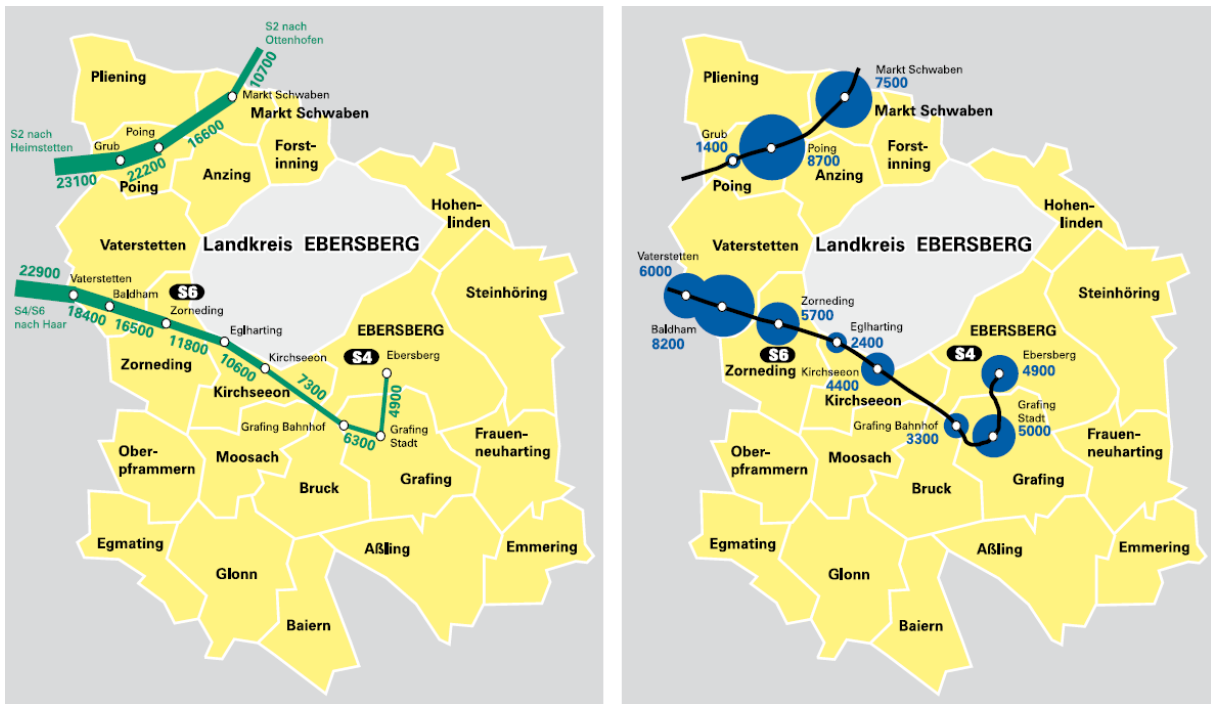 S2 nach
Ottenhofen
10700
Pliening
Markt Schwaben
Markt Schwaben
16600
Poing
S2 nach
Heimstetten
Grub
22200
23100
Poing
Anzing
Forst-
inning
Hohen-
linden
Vaterstetten
Landkreis EBERSBERG
22900
Vaterstetten
Baldham
S6
Steinhöring
S4/S6
nach Haar
18400
16500
Zorneding
11800
Eglharting
EBERSBERG
10600
Kirchseeon
S4
Ebersberg
Zorneding
7300
4900
Kirchseeon
Grafing Bahnhof
6300
Grafing
Stadt
Frauen-
neuharting
Ober-
pframmern
Moosach
Bruck
Grafing
Egmating
Glonn
Aßling
Emmering
Baiern
Pliening
Markt Schwaben
7500
Markt Schwaben
Grub
1400
Poing
8700
Poing
Anzing
Forst-
inning
Hohen-
linden
Vaterstetten
Landkreis EBERSBERG
Vaterstetten
6000
Steinhöring
Zorneding
5700
Baldham
8200
Eglharting
2400
EBERSBERG
S6
S4
Ebersberg
4900
Zorneding
Kirchseeon
4400
Kirchseeon
Grafing Bahnhof
3300
Grafing
Stadt
5000
Frauen-
neuharting
Ober-
pframmern
Moosach
Bruck
Grafing
Egmating
Glonn
Aßling
Emmering
Baiern